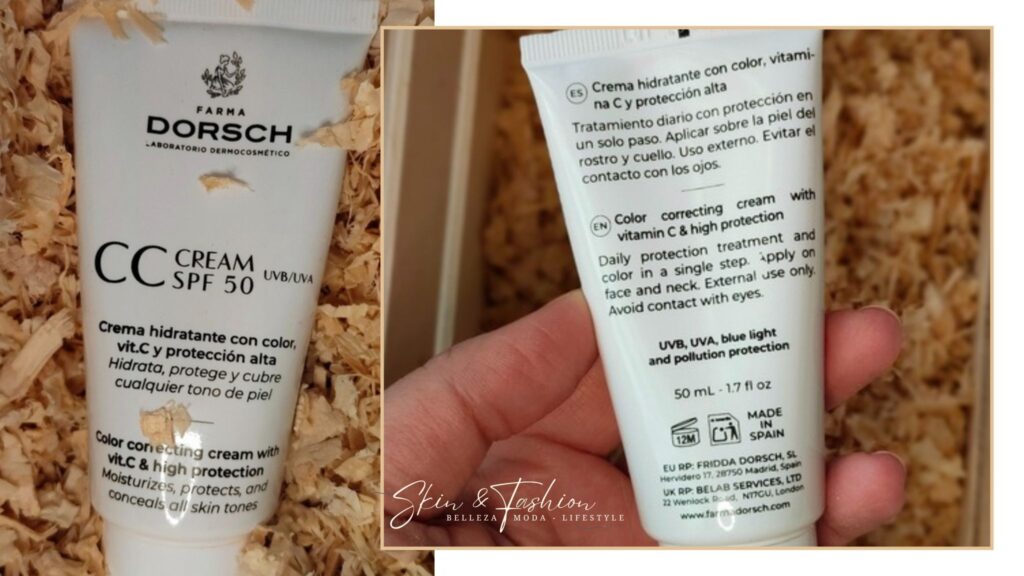 FARMA
DORSCH
LABORATORIO DERMOCOSMÉTICO
CC CREAM
SPF 50
UVB/UVA
Crema hidratante con color,
vit.C y protección alta
Hidrata, protege y cubre
cualquier tono de piel
Color correcting cream with
vit.C & high protection
Moisturizes, protects, and
conceals all skin tones
ES Crema hidratante con color, vitami-
na C y protección alta
Tratamiento diario con protección en
un solo paso. Aplicar sobre la piel del
rostro y cuello. Uso externo. Evitar el
contacto con los ojos.
EN Color correcting cream with
vitamin C & high protection
Daily protection treatment and
color in a single step. Apply on
face and neck. External use only.
Avoid contact with eyes.
UVB, UVA, blue light
and pollution protection
50 mL - 1.7 fl oz
12M
MADE
IN
SPAIN
EU RP: FRIDDA DORSCH, SL
Hervidero 17, 28750 Madrid, Spain
UK RP: BELAB SERVICES, LTD
22 Wenlock Road, N17GU, London
www.farmadorsch.com
Skin & Fashion
BELLEZA MODA - LIFESTYLE